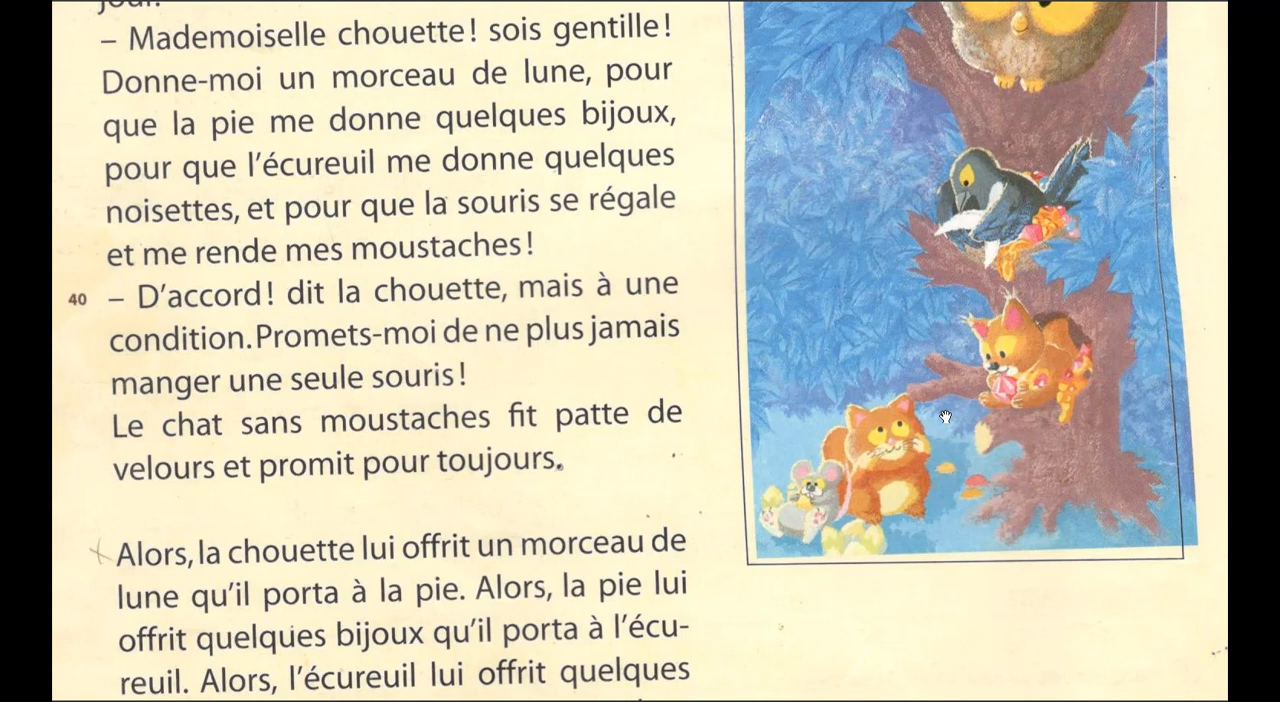 – Mademoiselle chouette! sois gentille!
Donne-moi un morceau de lune, pour
que la pie me donne quelques bijoux,
pour que l'écureuil me donne quelques
noisettes, et pour que la souris se régale
et me rende mes moustaches!
40 – D'accord! dit la chouette, mais à une
condition. Promets-moi de ne plus jamais
manger une seule souris!
Le chat sans moustaches fit patte de
velours et promit pour toujours.
Alors, la chouette lui offrit un morceau de
lune qu'il porta à la pie. Alors, la pie lui
offrit quelques bijoux qu'il porta à l'écu-
reuil. Alors, l'écureuil lui offrit quelques